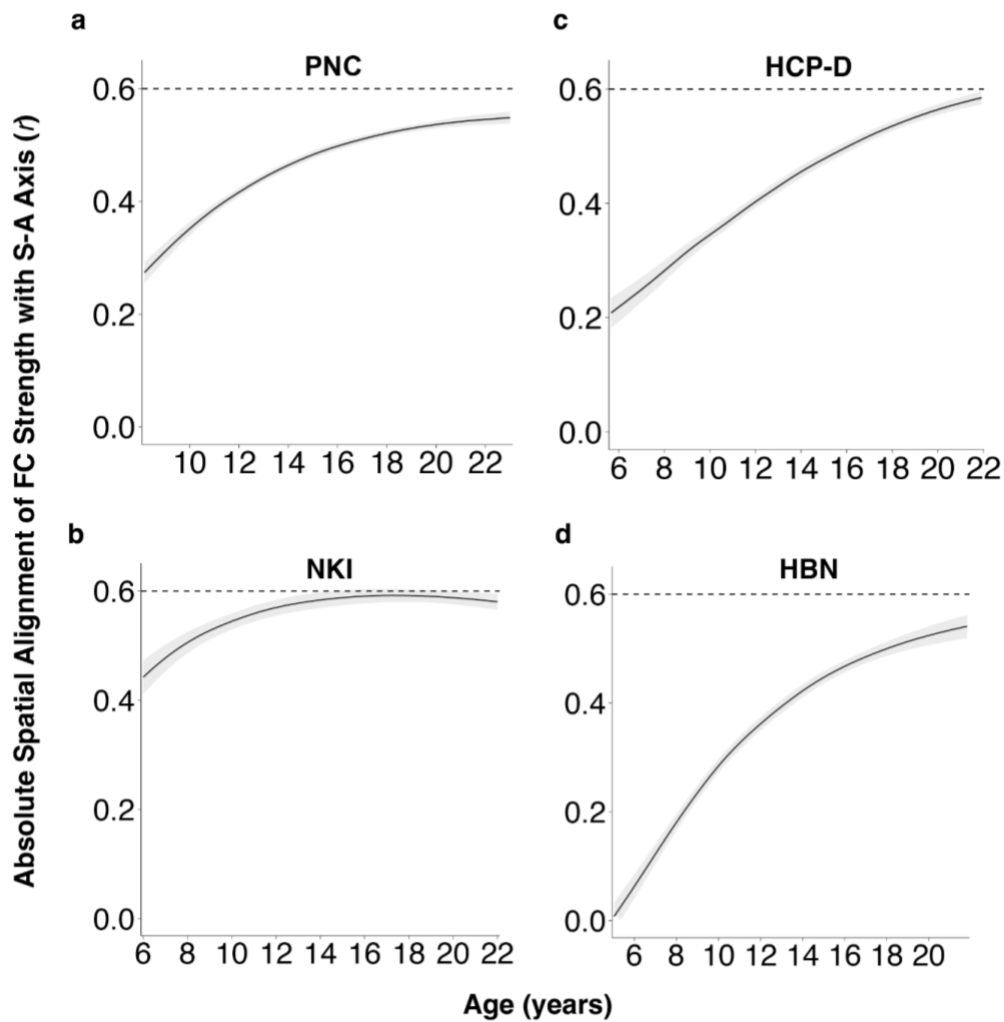 Absolute Spatial Alignment of FC Strength with S-A Axis (r)
a
PNC
0.6
0.4
0.2
0.0
10 12 14 16 18 20 22
c
HCP-D
0.6
0.4
0.2
0.0
6 8 10 12 14 16 18 20 22
b
NKI
0.6
0.4
0.2
0.0
6 8 10 12 14 16 18 20 22
d
HBN
0.6
0.4
0.2
0.0
6 8 10 12 14 16 18 20
Age (years)